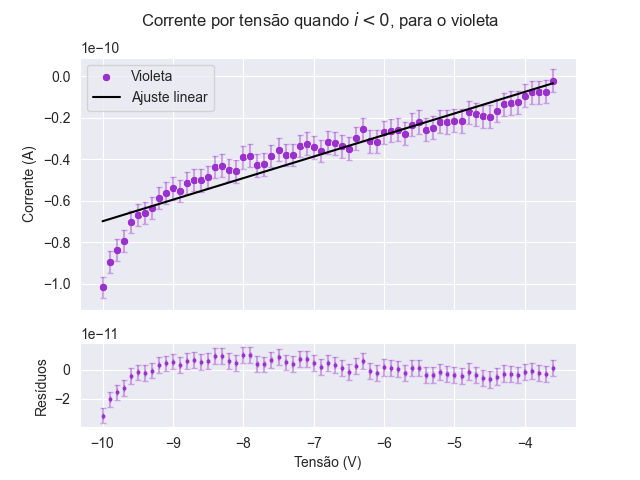 Corrente por tensão quando i < 0, para o violeta
1e−10
Violeta
Ajuste linear
0.0
−0.2
−0.4
−0.6
−0.8
−1.0
Corrente (A)
1e−11
0
−2
Resíduos
−10 −9 −8 −7 −6 −5 −4
Tensão (V)